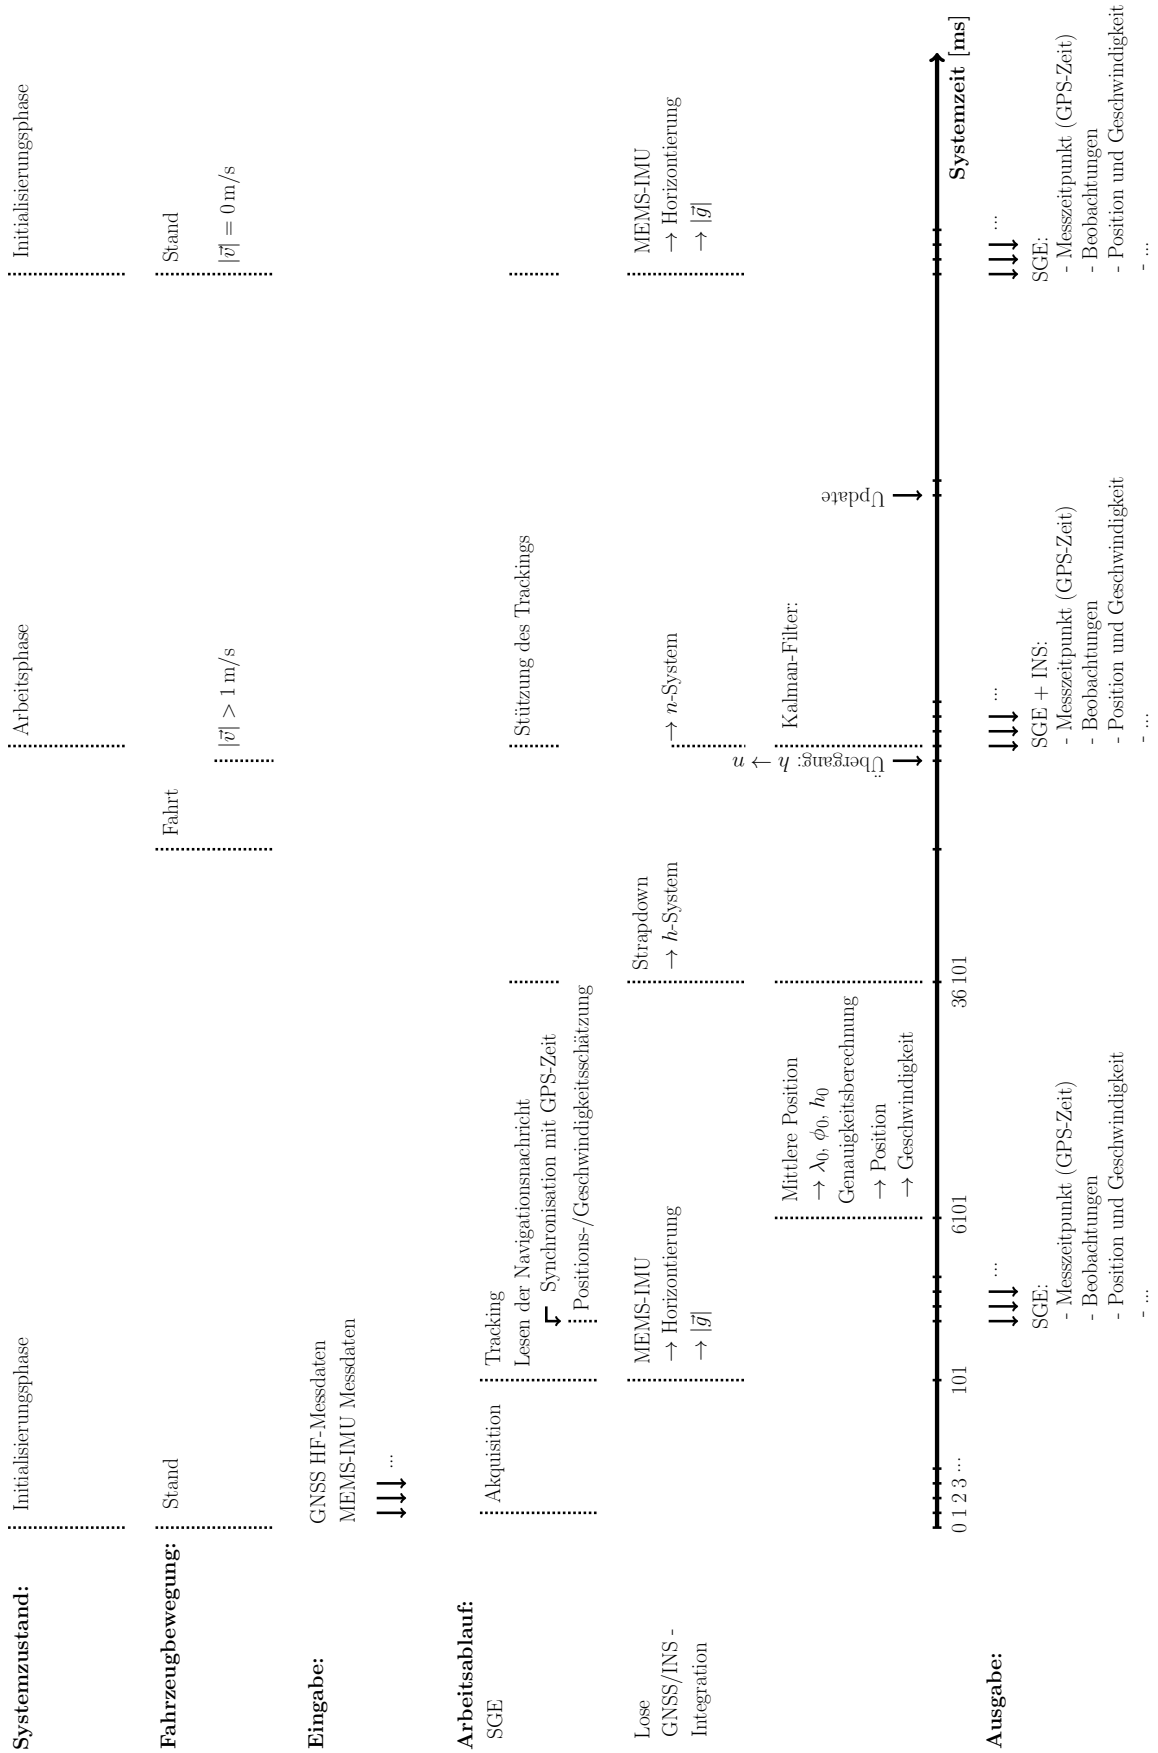 Systemzustand:
Initialisierungsphase
Arbeitsphase
Initialisierungsphase
Fahrzeugbewegung:
Stand
Fahrt
Stand
|v⃗| > 1 m/s
|v⃗| = 0 m/s
Eingabe:
GNSS HF-Messdaten
MEMS-IMU Messdaten
...
Arbeitsablauf:
SGE
Akquisition
Tracking
Lesen der Navigationsnachricht
Synchronisation mit GPS-Zeit
Positions-/Geschwindigkeitsschätzung
Stützung des Trackings
Lose
GNSS/INS -
Integration
MEMS-IMU
→ Horizontierung
→ |g⃗|
Strapdown
→ h-System
→ n-System
MEMS-IMU
→ Horizontierung
→ |g⃗|
Mittlere Position
→ λ0, ϕ0, h0
Genauigkeitsberechnung
→ Position
→ Geschwindigkeit
Kalman-Filter:
Übergang: h → n
Update
0 1 2 3 ...
101
6101
36 101
Systemzeit [ms]
Ausgabe:
...
SGE:
- Messzeitpunkt (GPS-Zeit)
- Beobachtungen
- Position und Geschwindigkeit
- ...
...
SGE + INS:
- Messzeitpunkt (GPS-Zeit)
- Beobachtungen
- Position und Geschwindigkeit
- ...
...
SGE:
- Messzeitpunkt (GPS-Zeit)
- Beobachtungen
- Position und Geschwindigkeit
- ...